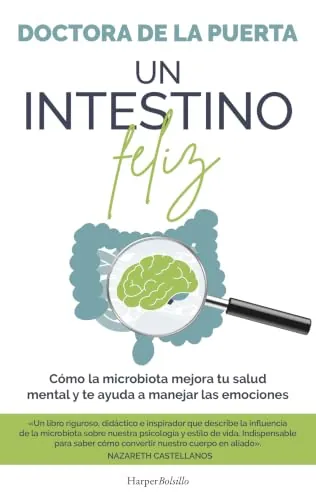 DOCTORA DE LA PUERTA
UN
INTESTINO
feliz
Cómo la microbiota mejora tu salud
mental y te ayuda a manejar las emociones
«Un libro riguroso, didáctico e inspirador que describe la influencia
de la microbiota sobre nuestra psicología y estilo de vida. Indispensable
para saber cómo convertir nuestro cuerpo en aliado».
NAZARETH CASTELLANOS
HarperBolsillo